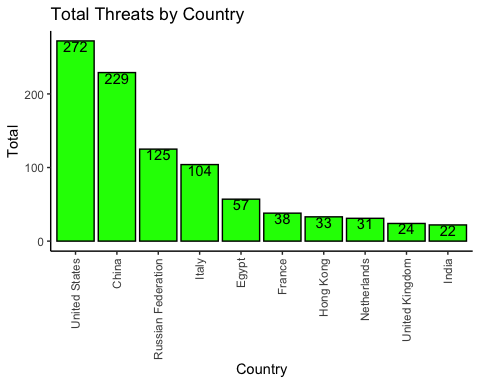 Total Threats by Country
Total
200
100
0
272
229
125
104
57
38
33
31
24
22
United States
China
Russian Federation
Italy
Egypt
France
Hong Kong
Netherlands
United Kingdom
India
Country